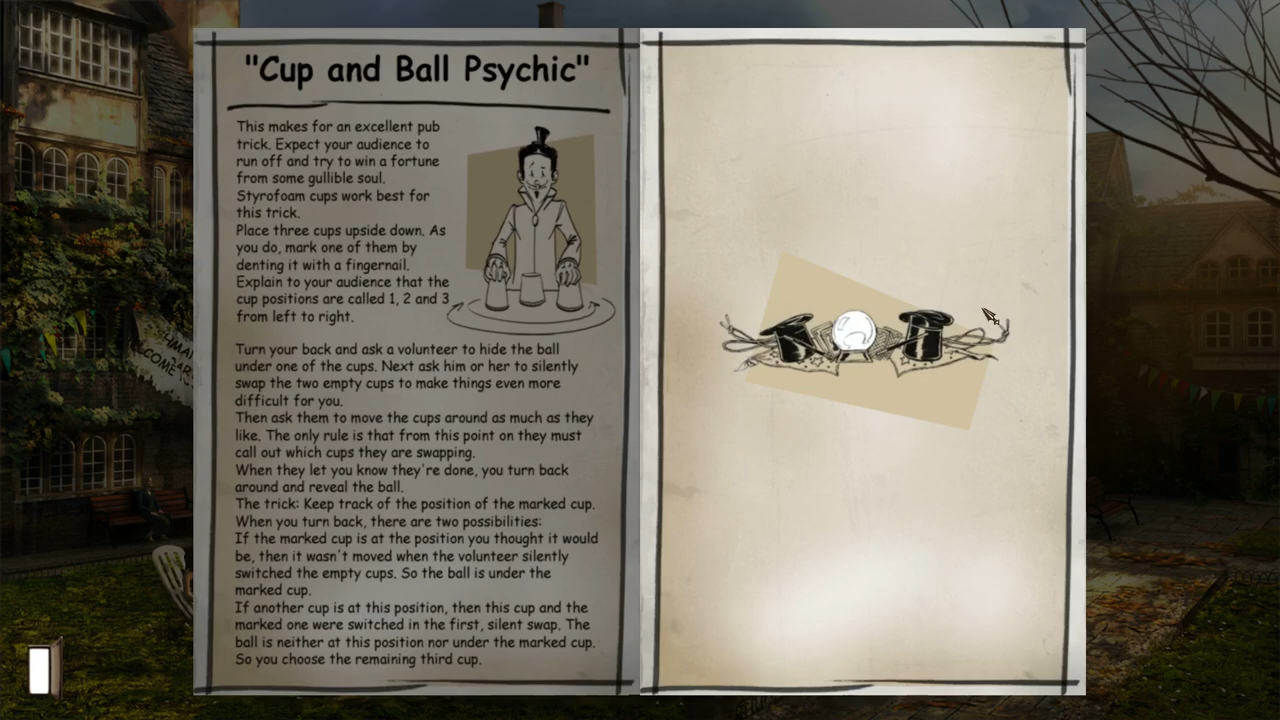 "Cup and Ball Psychic"
This makes for an excellent pub
trick. Expect your audience to
run off and try to win a fortune
from some gullible soul.
Styrofoam cups work best for
this trick.
Place three cups upside down. As
you do, mark one of them by
denting it with a fingernail.
Explain to your audience that the
cup positions are called 1, 2 and 3
from left to right.
Turn your back and ask a volunteer to hide the ball
under one of the cups. Next ask him or her to silently
swap the two empty cups to make things even more
difficult for you.
Then ask them to move the cups around as much as they
like. The only rule is that from this point on they must
call out which cups they are swapping.
When they let you know they're done, you turn back
around and reveal the ball.
The trick: Keep track of the position of the marked cup.
When you turn back, there are two possibilities:
If the marked cup is at the position you thought it would
be, then it wasn't moved when the volunteer silently
switched the empty cups. So the ball is under the
marked cup.
If another cup is at this position, then this cup and the
marked one were switched in the first, silent swap. The
ball is neither at this position nor under the marked cup.
So you choose the remaining third cup.